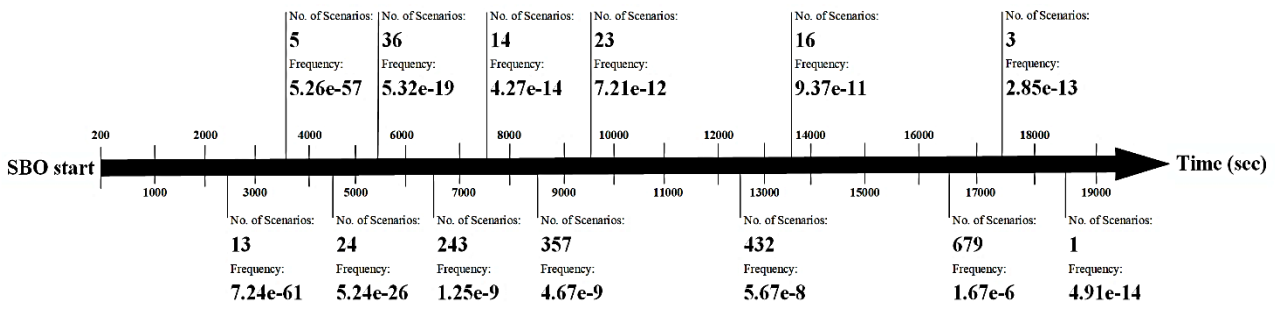 No. of Scenarios: No. of Scenarios: No. of Scenarios: No. of Scenarios: No. of Scenarios: No. of Scenarios:
5 36 14 23 16 3
Frequency: Frequency: Frequency: Frequency: Frequency: Frequency:
5.26e-57 5.32e-19 4.27e-14 7.21e-12 9.37e-11 2.85e-13
200 2000 4000 6000 8000 10000 12000 14000 16000 18000
SBO start Time (sec)
1000 3000 5000 7000 9000 11000 13000 15000 17000 19000
No. of Scenarios: No. of Scenarios: No. of Scenarios: No. of Scenarios: No. of Scenarios: No. of Scenarios: No. of Scenarios:
13 24 243 357 432 679 1
Frequency: Frequency: Frequency: Frequency: Frequency: Frequency: Frequency:
7.24e-61 5.24e-26 1.25e-9 4.67e-9 5.67e-8 1.67e-6 4.91e-14